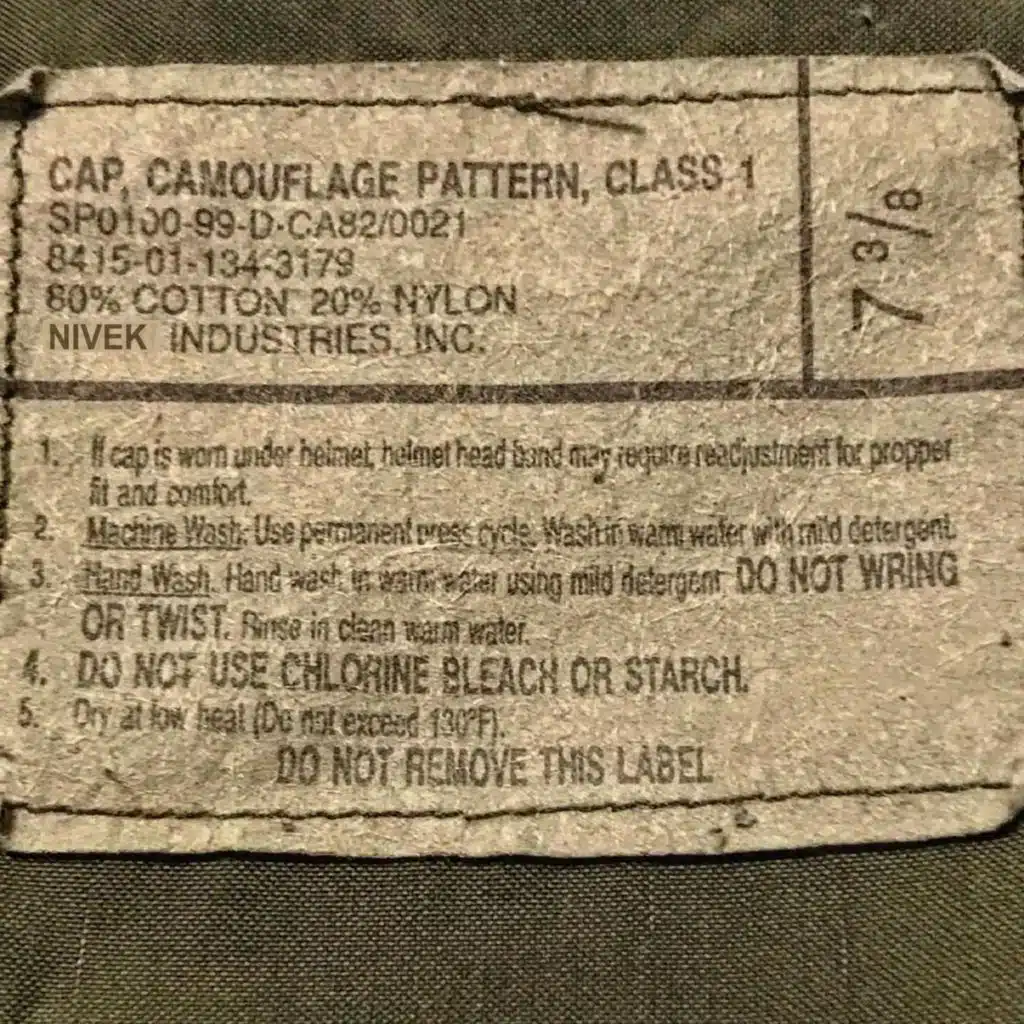 CAP, CAMOUFLAGE PATTERN, CLASS 1
SP0100-99-D-CA82/0021
8415-01-134-3179
80% COTTON 20% NYLON
NIVEK INDUSTRIES, INC.
7 3/8
1. If cap is worn under helmet, helmet head band may require readjustment for propper
fit and comfort.
2. Machine Wash: Use permanent press cycle. Wash in warm water with mild detergent.
3. Hand Wash. Hand wash in warm water using mild detergent. DO NOT WRING
OR TWIST. Rinse in clean warm water.
4. DO NOT USE CHLORINE BLEACH OR STARCH.
5. Dry at low heat (Do not exceed 130°F).
DO NOT REMOVE THIS LABEL